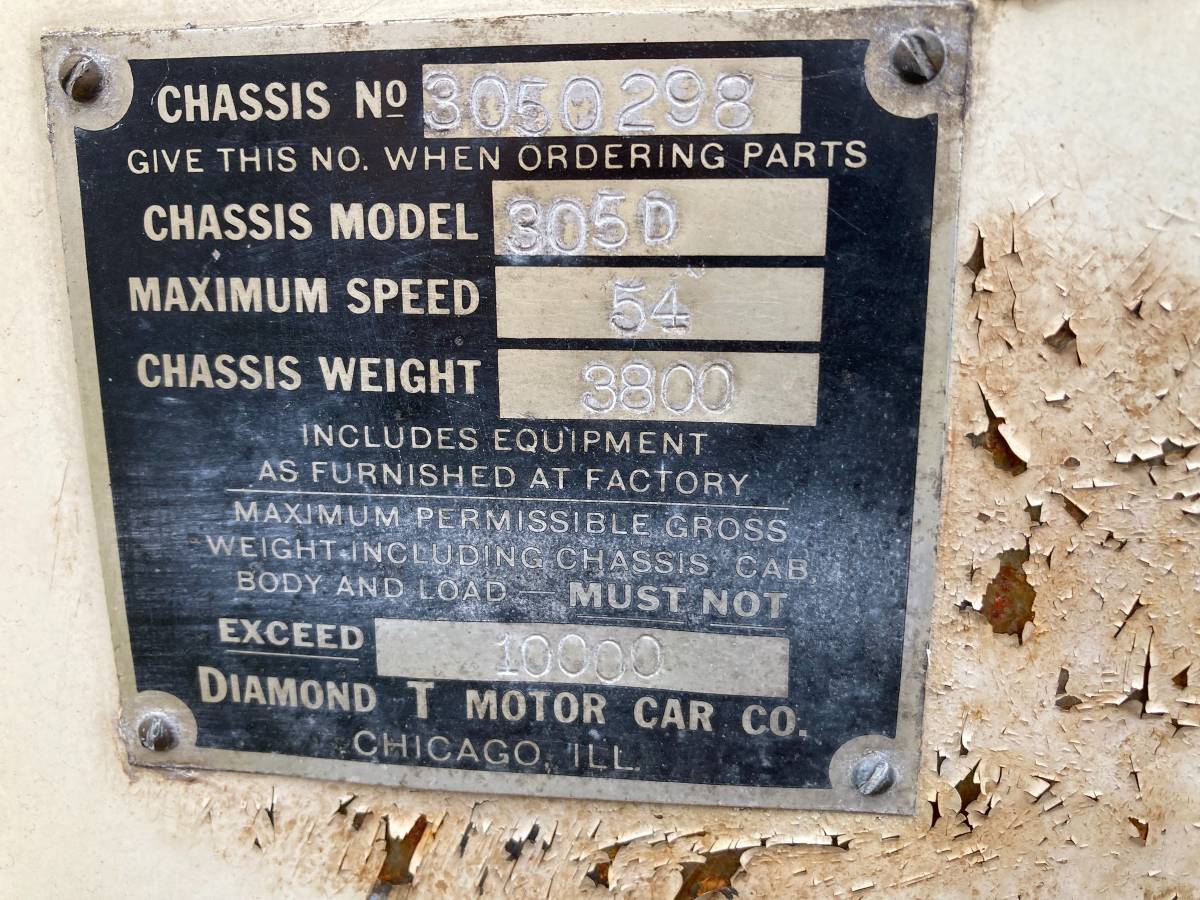 CHASSIS Nº 3050298
GIVE THIS NO. WHEN ORDERING PARTS
CHASSIS MODEL 305D
MAXIMUM SPEED 54
CHASSIS WEIGHT 3800
INCLUDES EQUIPMENT
AS FURNISHED AT FACTORY
MAXIMUM PERMISSIBLE GROSS
WEIGHT-INCLUDING CHASSIS, CAB,
BODY AND LOAD — MUST NOT
EXCEED 10000
DIAMOND T MOTOR CAR CO.
CHICAGO, ILL.